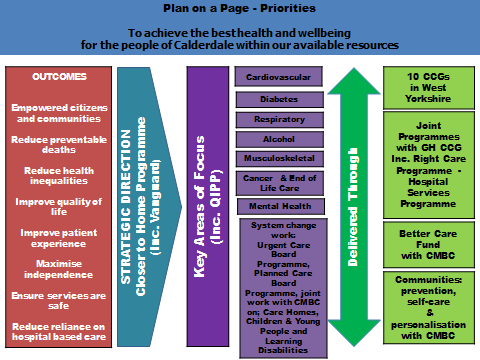 Plan on a Page - Priorities
To achieve the best health and wellbeing
for the people of Calderdale within our available resources
OUTCOMES
Empowered citizens
and communities
Reduce preventable
deaths
Reduce health
inequalities
Improve quality of
life
Improve patient
experience
Maximise
independence
Ensure services are
safe
Reduce reliance on
hospital based care
STRATEGIC DIRECTION
Closer to Home Programme
(Inc. Vanguard)
Key Areas of Focus
(Inc. QIPP)
Cardiovascular
Diabetes
Respiratory
Alcohol
Musculoskeletal
Cancer & End of
Life Care
Mental Health
System change
work:
Urgent Care
Board
Programme,
Planned Care
Board
Programme, joint
work with CMBC
on; Care Homes,
Children & Young
People and
Learning
Disabilities
Delivered Through
10 CCGs
in West
Yorkshire
Joint
Programmes
with GH CCG
Inc. Right Care
Programme -
Hospital
Services
Programme
Better Care
Fund
with CMBC
Communities:
prevention,
self-care
&
personalisation
with CMBC